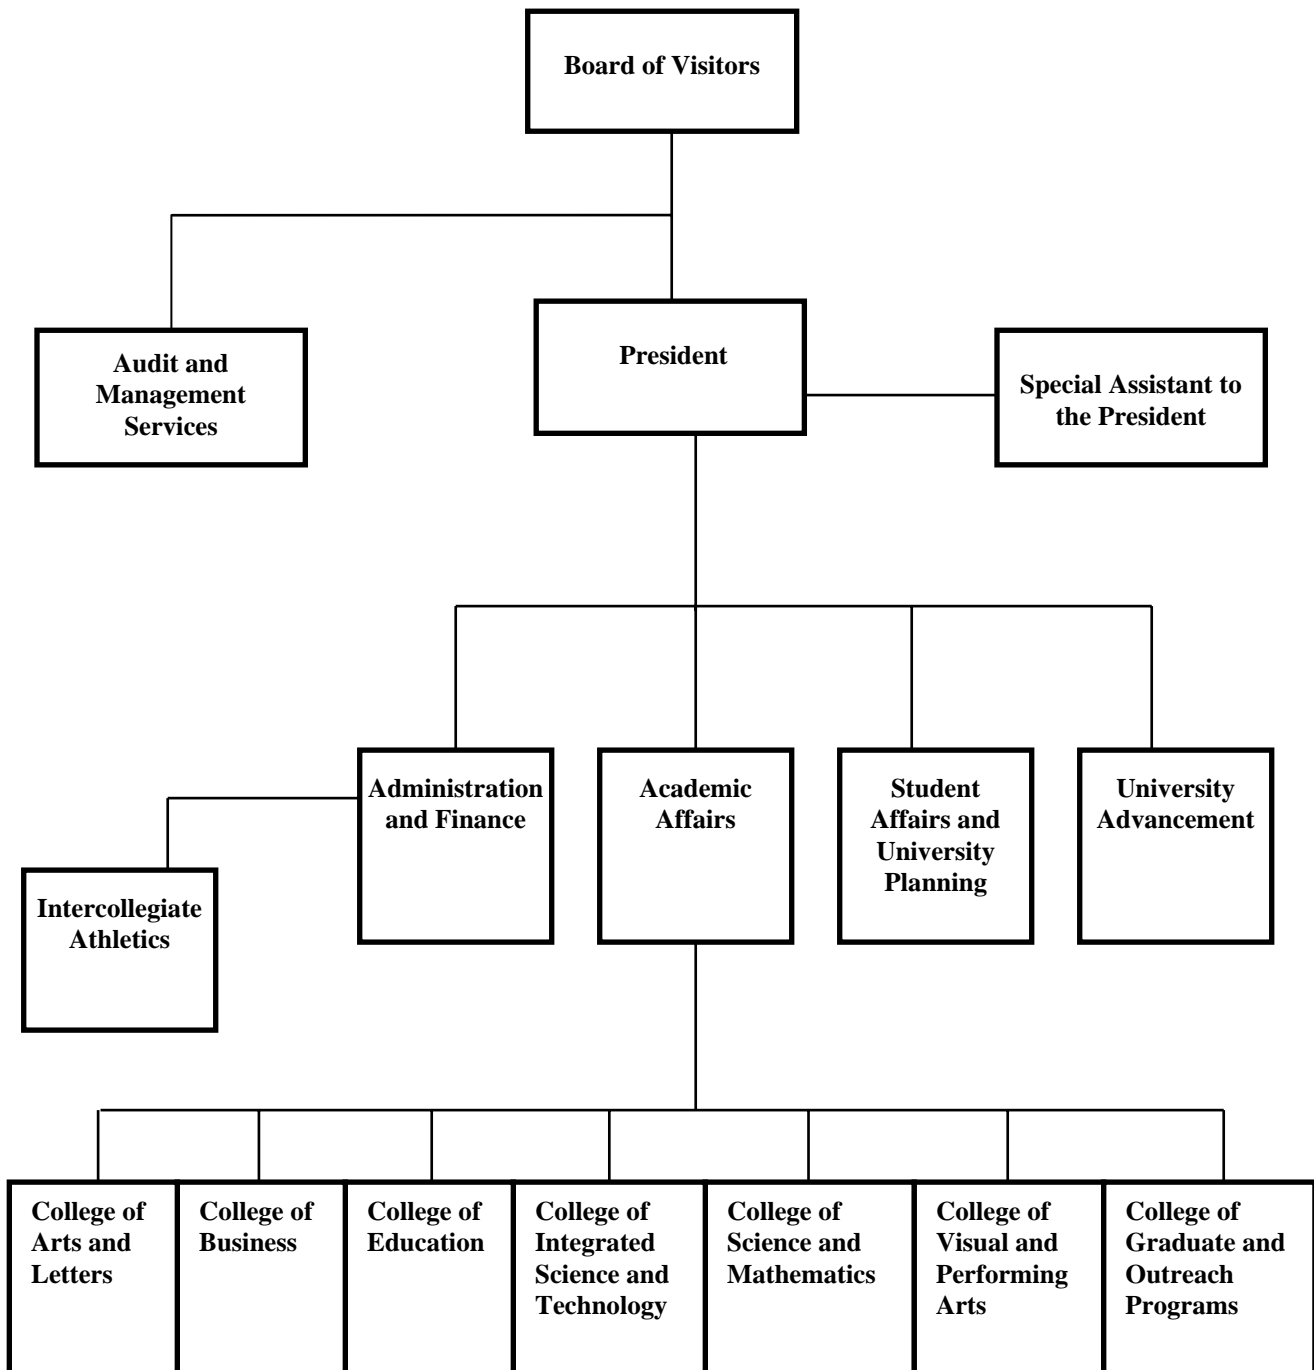 Board of Visitors
Audit and
Management
Services
President
Special Assistant to
the President
Administration
and Finance
Academic
Affairs
Student
Affairs and
University
Planning
University
Advancement
Intercollegiate
Athletics
College of
Arts and
Letters
College of
Business
College of
Education
College of
Integrated
Science and
Technology
College of
Science and
Mathematics
College of
Visual and
Performing
Arts
College of
Graduate and
Outreach
Programs